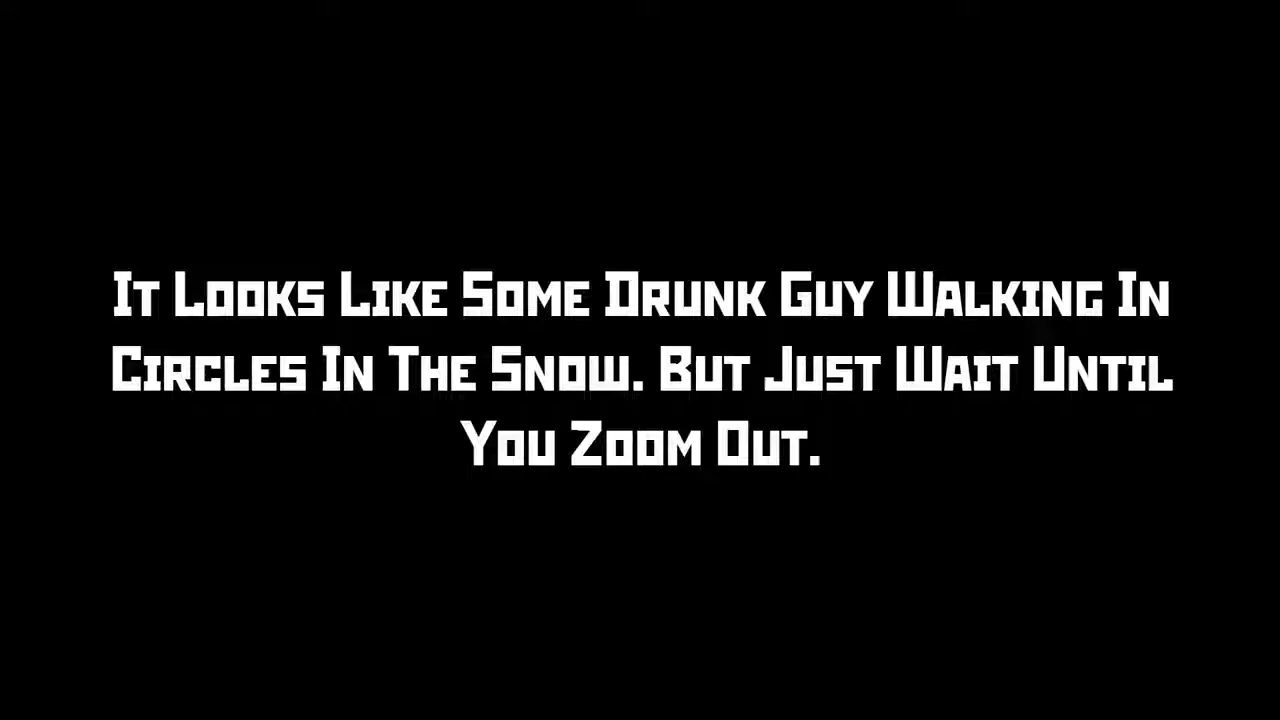 It Looks Like Some Drunk Guy Walking In
Circles In The Snow. But Just Wait Until
You Zoom Out.